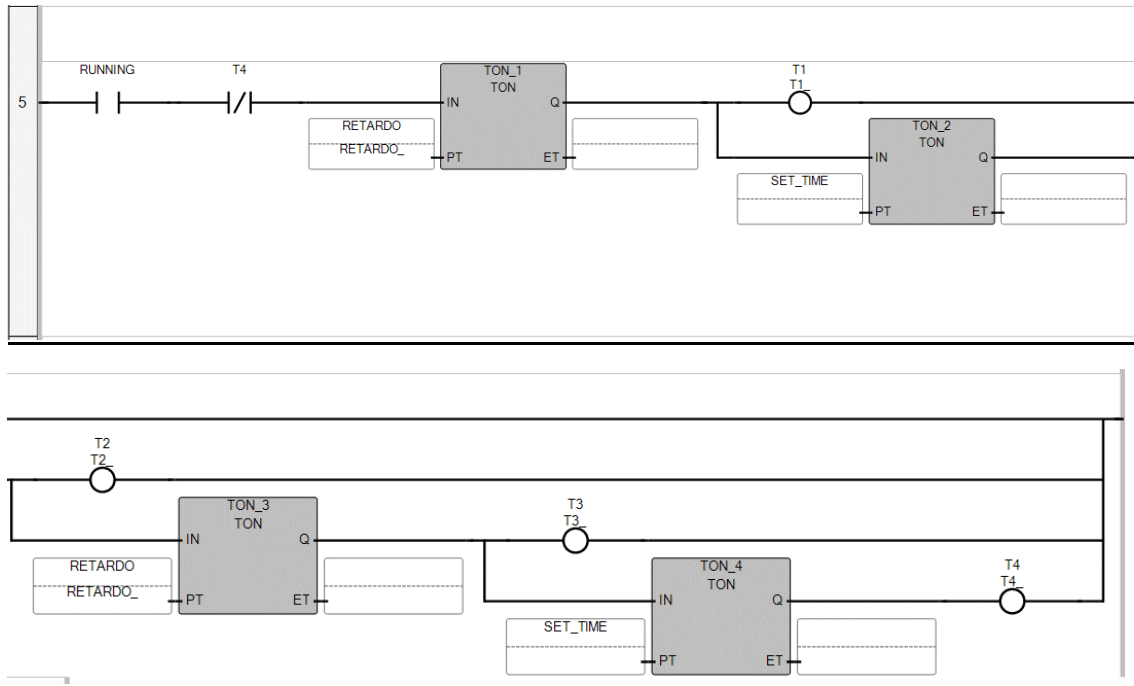 RUNNING
T4
TON_1
TON
T1
T1_
5
IN
Q
RETARDO
RETARDO_
PT
ET
TON_2
TON
IN
Q
SET_TIME
PT
ET
T2
T2_
TON_3
TON
IN
Q
RETARDO
RETARDO_
PT
ET
T3
T3_
TON_4
TON
T4
T4_
IN
Q
SET_TIME
PT
ET